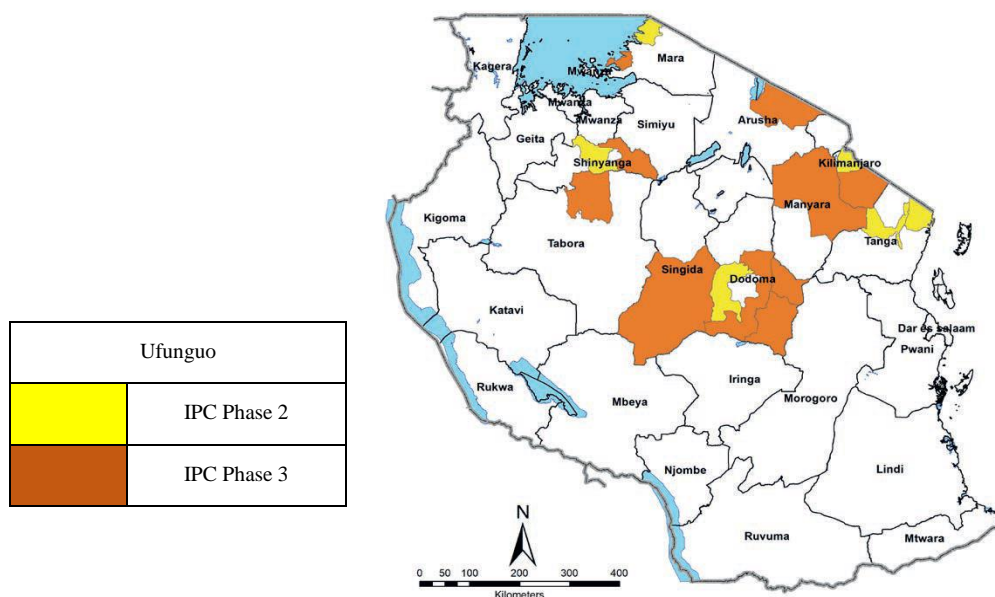 Ufunguo
IPC Phase 2
IPC Phase 3
Mara
Kagera
Mwanza
Mwanza
Mwanza
Simiyu
Arusha
Geita
Shinyanga
Kilimanjaro
Kigoma
Manyara
Tabora
Tanga
Singida
Dodoma
Katavi
Dar es salaam
Pwani
Rukwa
Mbeya
Iringa
Morogoro
Njombe
Lindi
N
Ruvuma
Mtwara
0 50 100 200 300 400
Kilometers